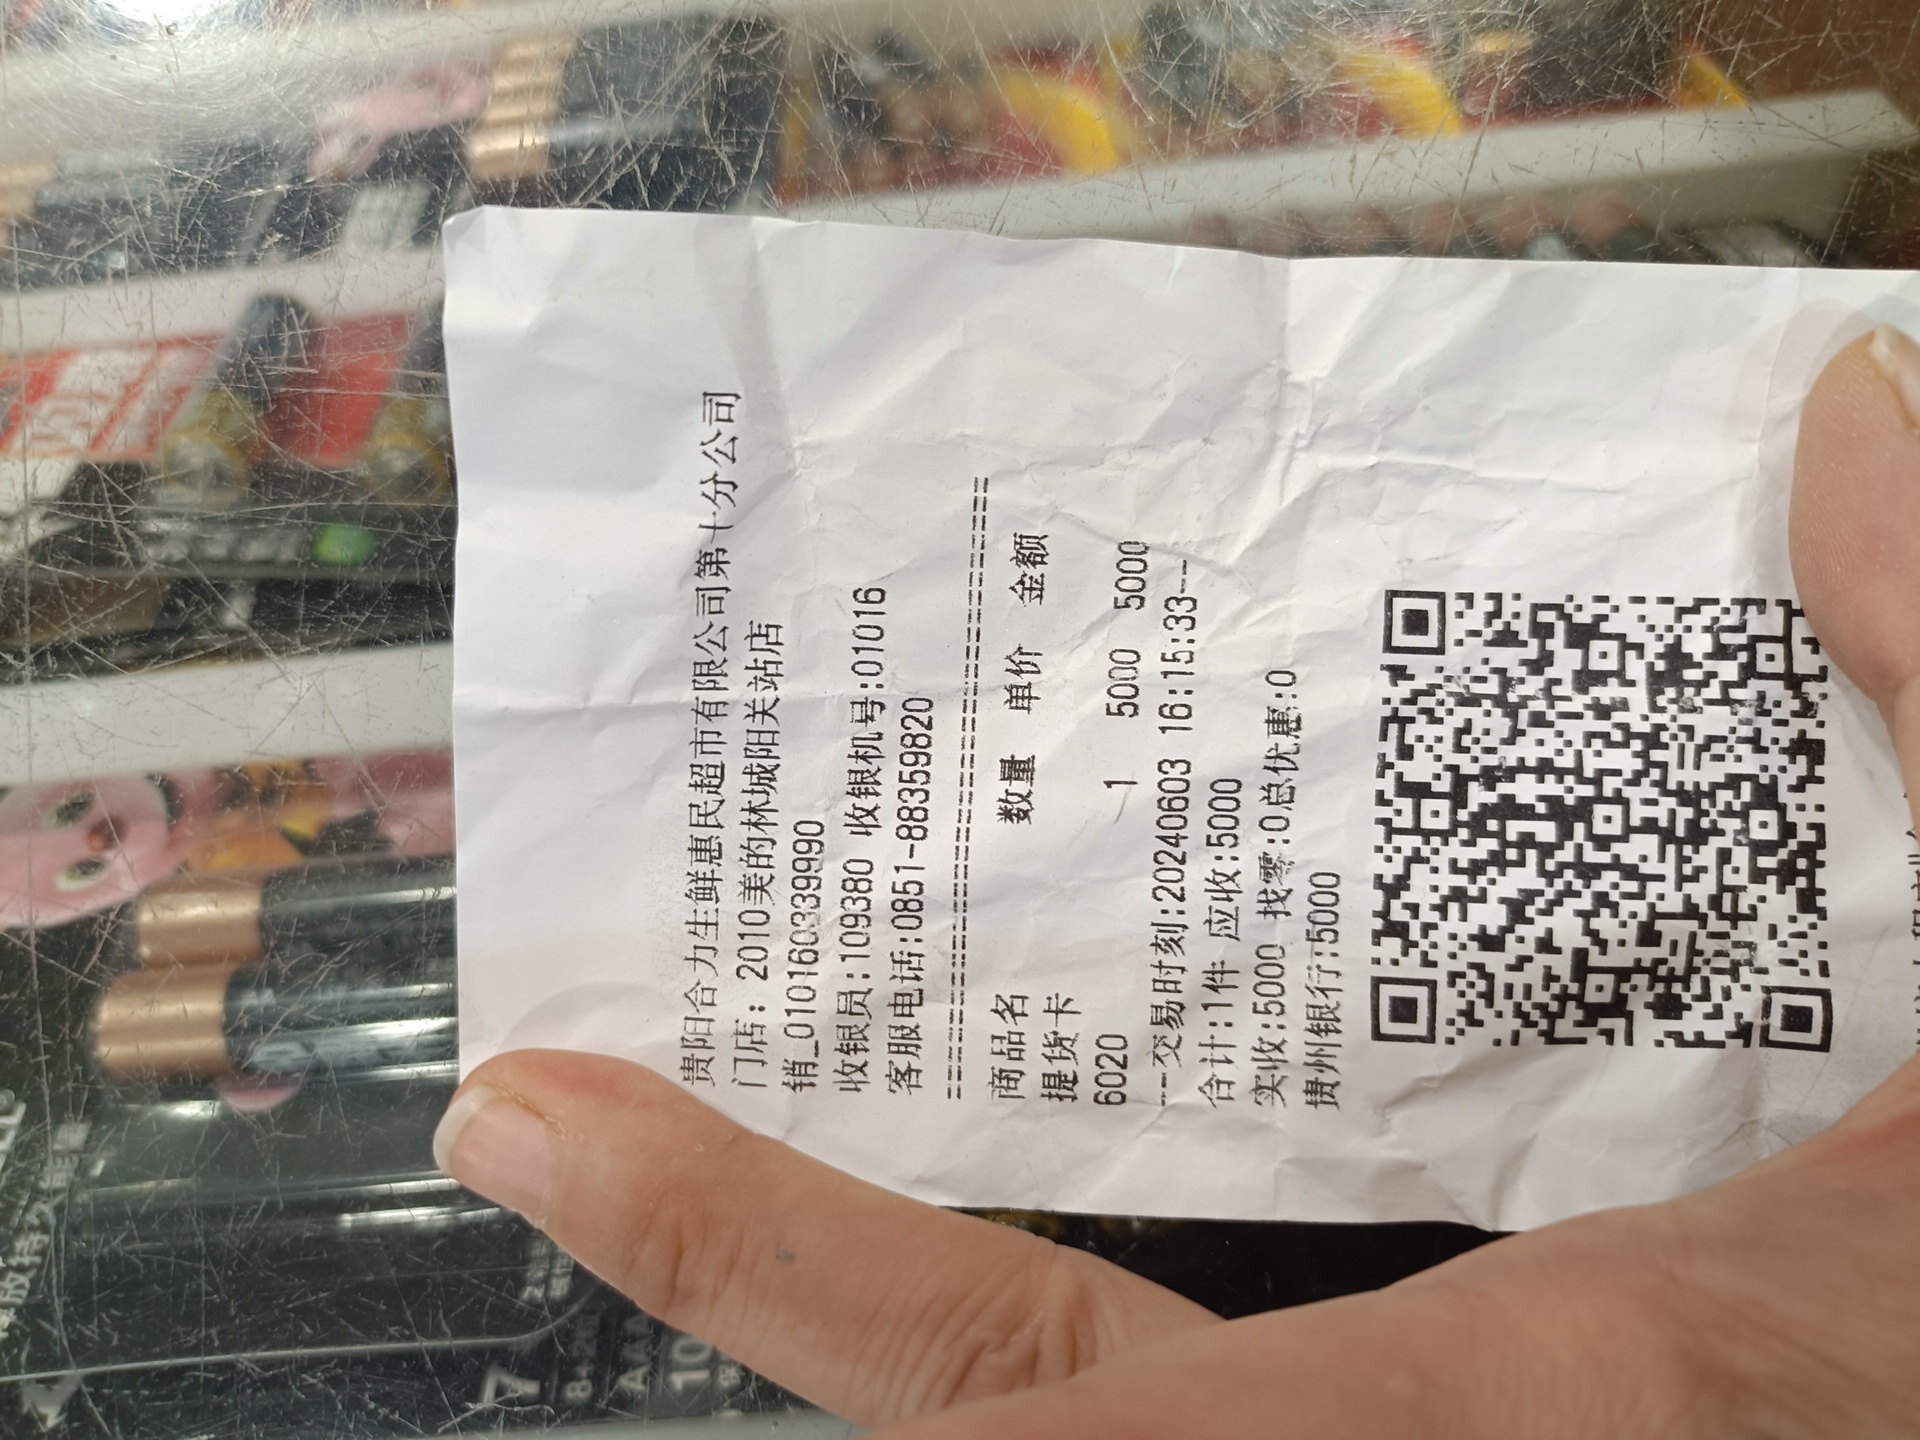 贵阳合力生鲜惠民超市有限公司第十分公司
门店: 2010美的林城阳关站店
销_010160339990
收银员:109380 收银机号:01016
客服电话:0851-88359820
商品名 数量 单价 金额
提货卡
6020 1 5000 5000
---交易时刻:20240603 16:15:33--
合计:1件 应收:5000
实收:5000 找零:0总优惠:0
贵州银行:5000
7
8+2
AAA
10